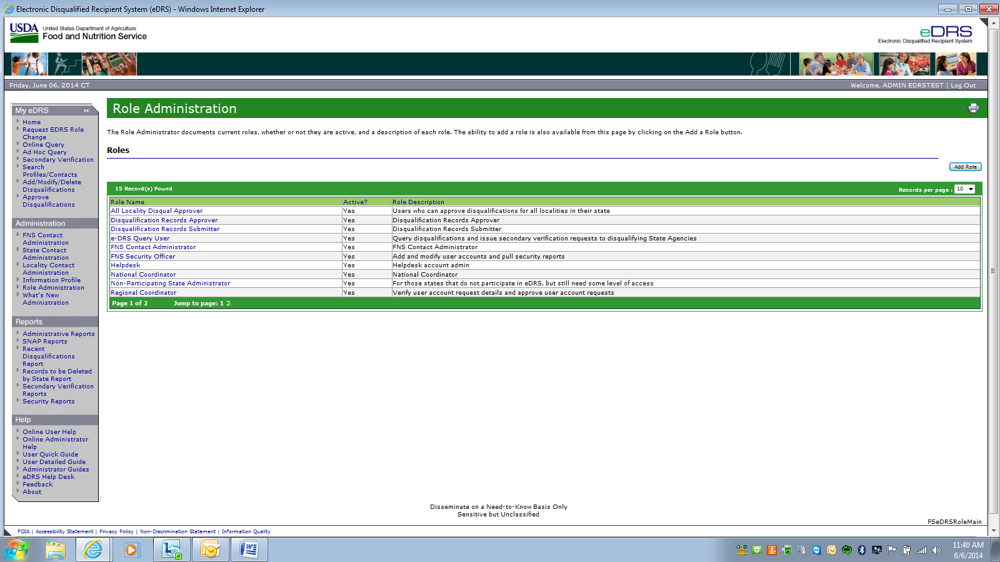 Electronic Disqualified Recipient System (eDRS) - Windows Internet Explorer
USDA
United States Department of Agriculture
Food and Nutrition Service
eDRS
Electronic Disqualified Recipient System
Friday, June 06, 2014 CT
Welcome, ADMIN EDRSTEST | Log Out
My eDRS «
Home
Request EDRS Role
Change
Online Query
Ad Hoc Query
Secondary Verification
Search
Profiles/Contacts
Add/Modify/Delete
Disqualifications
Approve
Disqualifications
Administration
FNS Contact
Administration
State Contact
Administration
Locality Contact
Administration
Information Profile
Role Administration
What's New
Administration
Reports
Administrative Reports
SNAP Reports
Recent
Disqualifications
Report
Records to be Deleted
by State Report
Secondary Verification
Reports
Security Reports
Help
Online User Help
Online Administrator
Help
User Quick Guide
User Detailed Guide
Administrator Guides
eDRS Help Desk
Feedback
About
Role Administration
The Role Administrator documents current roles, whether or not they are active, and a description of each role. The ability to add a role is also available from this page by clicking on the Add a Role button.
Roles
Add Role
15 Record(s) Found
Records per page : 10
Role Name Active? Role Description
All Locality Disqual Approver Yes Users who can approve disqualifications for all localities in their state
Disqualification Records Approver Yes Disqualification Records Approver
Disqualification Records Submitter Yes Disqualification Records Submitter
e-DRS Query User Yes Query disqualifications and issue secondary verification requests to disqualifying State Agencies
FNS Contact Administrator Yes FNS Contact Administrator
FNS Security Officer Yes Add and modify user accounts and pull security reports
Helpdesk Yes Helpdesk account admin
National Coordinator Yes National Coordinator
Non-Participating State Administrator Yes For those states that do not participate in eDRS, but still need some level of access
Regional Coordinator Yes Verify user account request details and approve user account requests
Page 1 of 2 Jump to page: 1 2
Disseminate on a Need-to-Know Basis Only
Sensitive but Unclassified
FSeDRSRoleMain
FOIA | Accessibility Statement | Privacy Policy | Non-Discrimination Statement | Information Quality
11:40 AM
6/6/2014